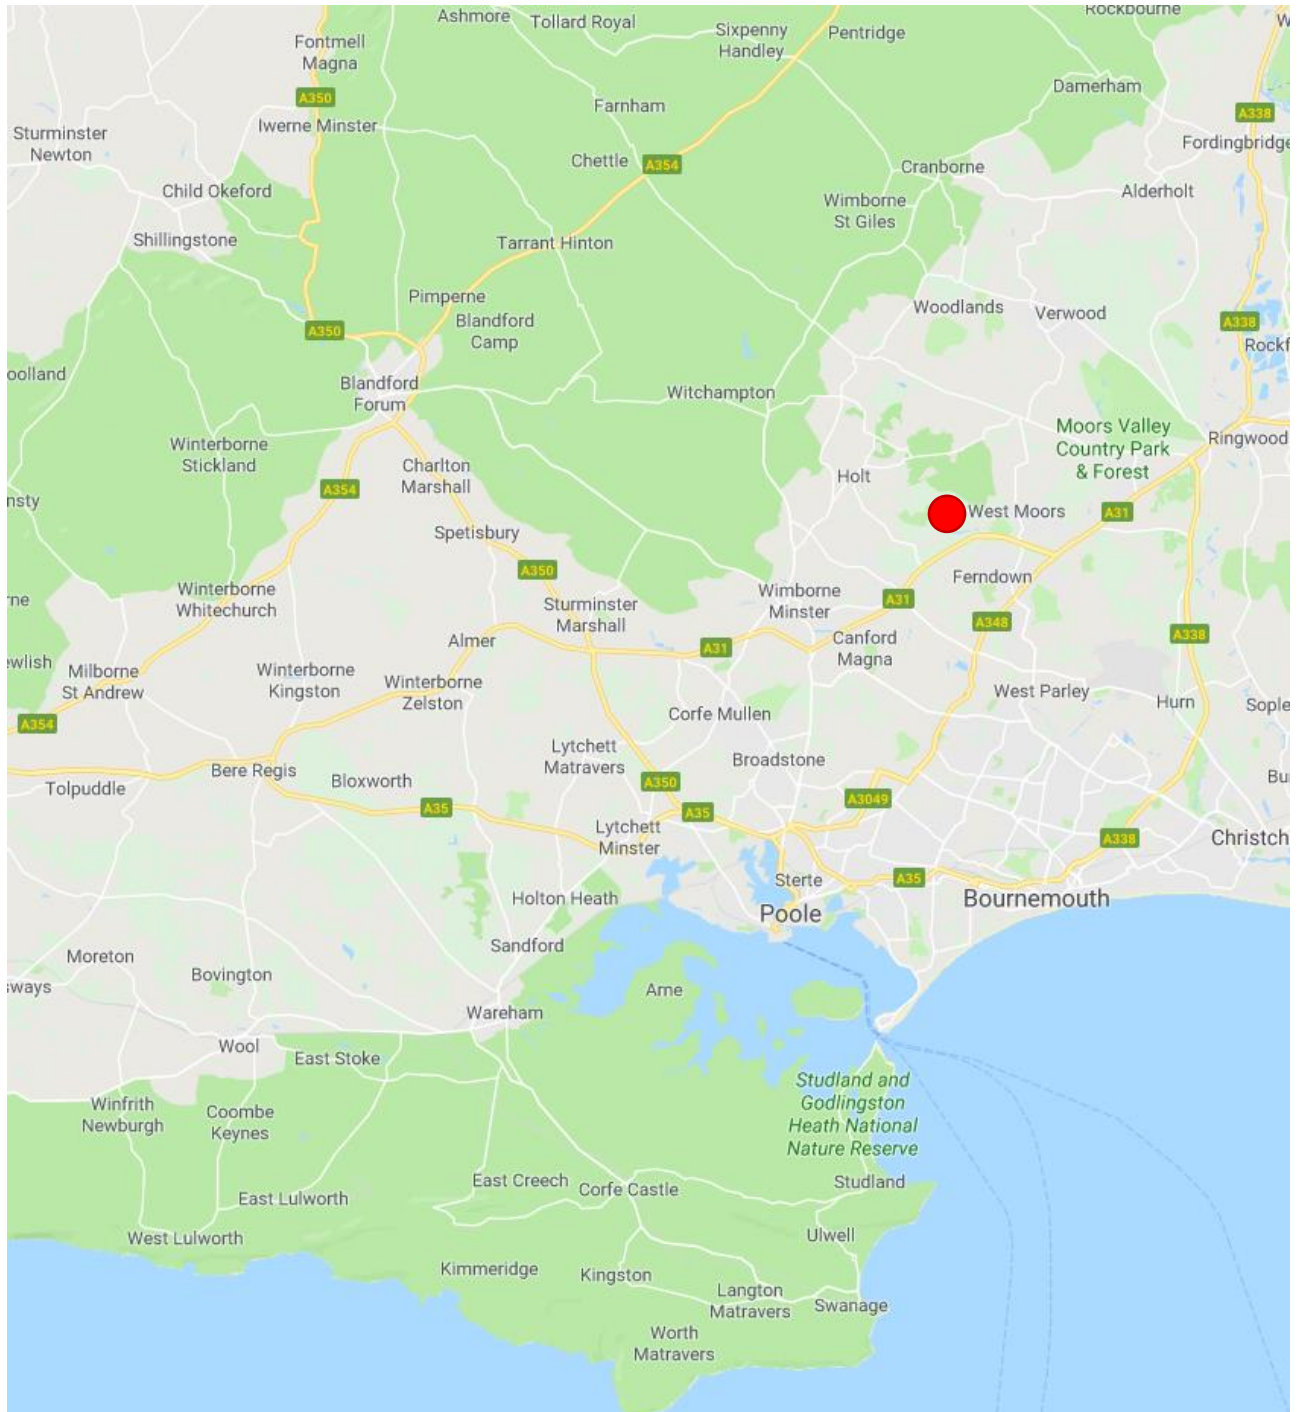 Ashmore
Tollard Royal
Sixpenny
Handley
Pentridge
Rockbourne
Fontmell
Magna
A350
Farnham
Damerham
A338
Iwerne Minster
Sturminster
Newton
Fordingbridge
Chettle
A354
Cranborne
Child Okeford
Alderholt
Wimborne
St Giles
Shillingstone
Tarrant Hinton
Pimperne
Woodlands
Verwood
Blandford
Camp
A350
A338
Rockf
oolland
Blandford
Forum
Witchampton
Moors Valley
Country Park
& Forest
Ringwood
Winterborne
Stickland
Charlton
Marshall
Holt
A354
nsty
West Moors
A31
Spetisbury
A350
Ferndown
Winterborne
Whitechurch
Wimborne
Minster
A31
rne
Sturminster
Marshall
A348
Almer
A338
Canford
Magna
A31
ewlish
Milborne
St Andrew
Winterborne
Kingston
Winterborne
Zelston
West Parley
Hurn
Sople
A354
Corfe Mullen
Lytchett
Matravers
Broadstone
Bere Regis
Bloxworth
Tolpuddle
A350
Bu
A3049
A35
A35
Lytchett
Minster
A338
Christch
Sterte
A35
Holton Heath
Poole
Bournemouth
Sandford
Moreton
Bovington
sways
Arne
Wareham
Wool
East Stoke
Studland and
Godlingston
Heath National
Nature Reserve
Winfrith
Newburgh
Coombe
Keynes
East Creech
Corfe Castle
Studland
East Lulworth
West Lulworth
Ulwell
Kimmeridge
Kingston
Langton
Matravers
Swanage
Worth
Matravers